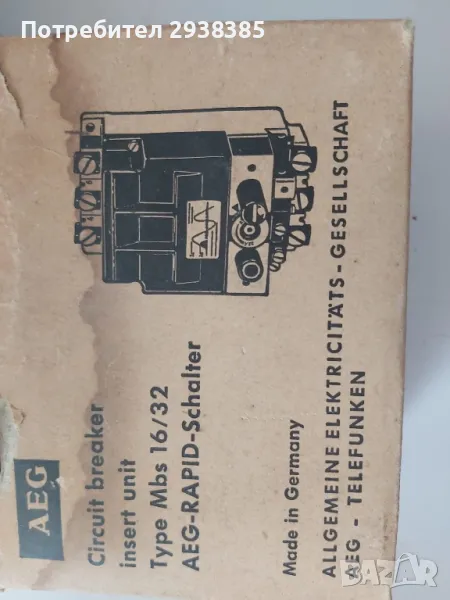 Потребител 2938385
AEG
Circuit breaker
insert unit
Type Mbs 16/32
AEG-RAPID-Schalter
Made in Germany
ALLGEMEINE ELEKTRICITÄTS-GESELLSCHAFT
AEG - TELEFUNKEN
bazar